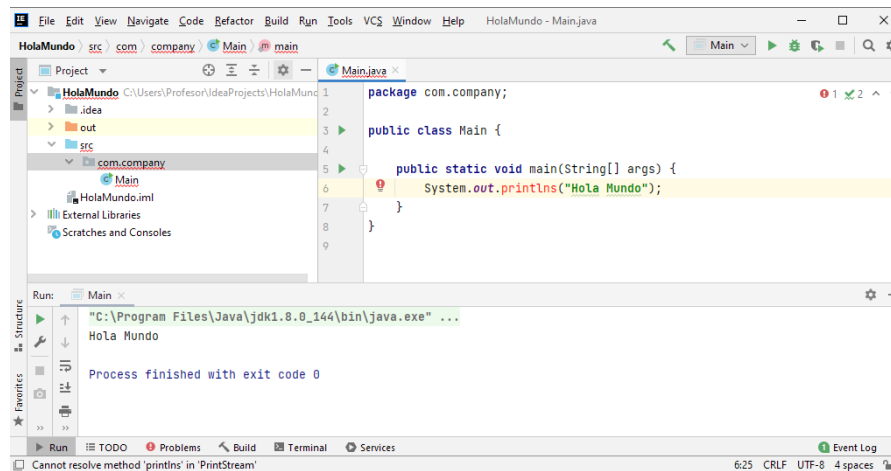 File Edit View Navigate Code Refactor Build Run Tools VCS Window Help HolaMundo - Main.java
HolaMundo src com company Main main
Main
Project
Main.java
Project
HolaMundo C:\Users\Profesor\IdeaProjects\HolaMund
.idea
out
src
com.company
Main
HolaMundo.iml
External Libraries
Scratches and Consoles
1 package com.company;
2
3 public class Main {
4
5 public static void main(String[] args) {
6 System.out.printlns("Hola Mundo");
7 }
8 }
9
1 2
Run: Main
"C:\Program Files\Java\jdk1.8.0_144\bin\java.exe" ...
Hola Mundo
Process finished with exit code 0
Structure
Favorites
Run TODO Problems Build Terminal Services 1 Event Log
Cannot resolve method 'printlns' in 'PrintStream' 6:25 CRLF UTF-8 4 spaces